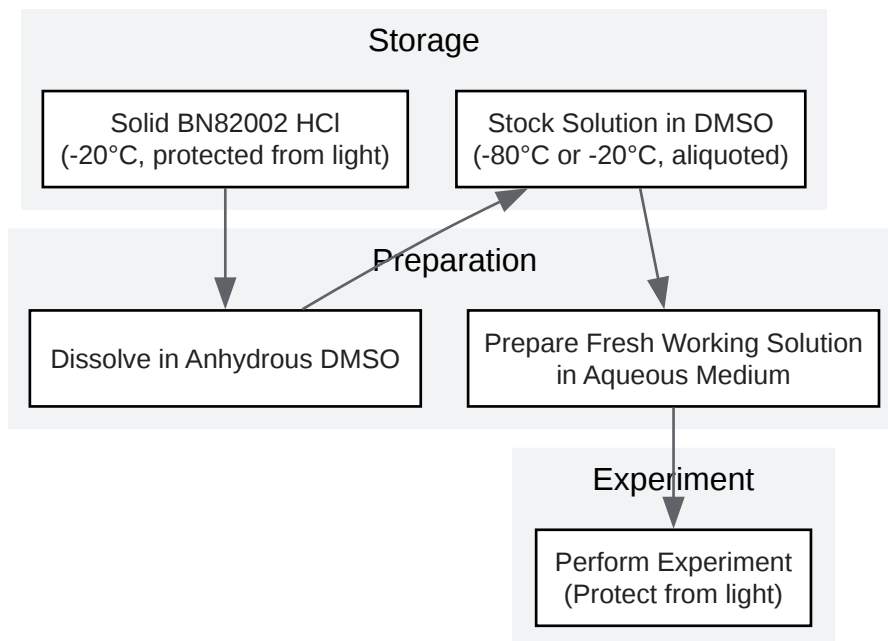 Storage
Solid BN82002 HCl
(-20°C, protected from light)
Stock Solution in DMSO
(-80°C or -20°C, aliquoted)
Preparation
Dissolve in Anhydrous DMSO
Prepare Fresh Working Solution
in Aqueous Medium
Experiment
Perform Experiment
(Protect from light)